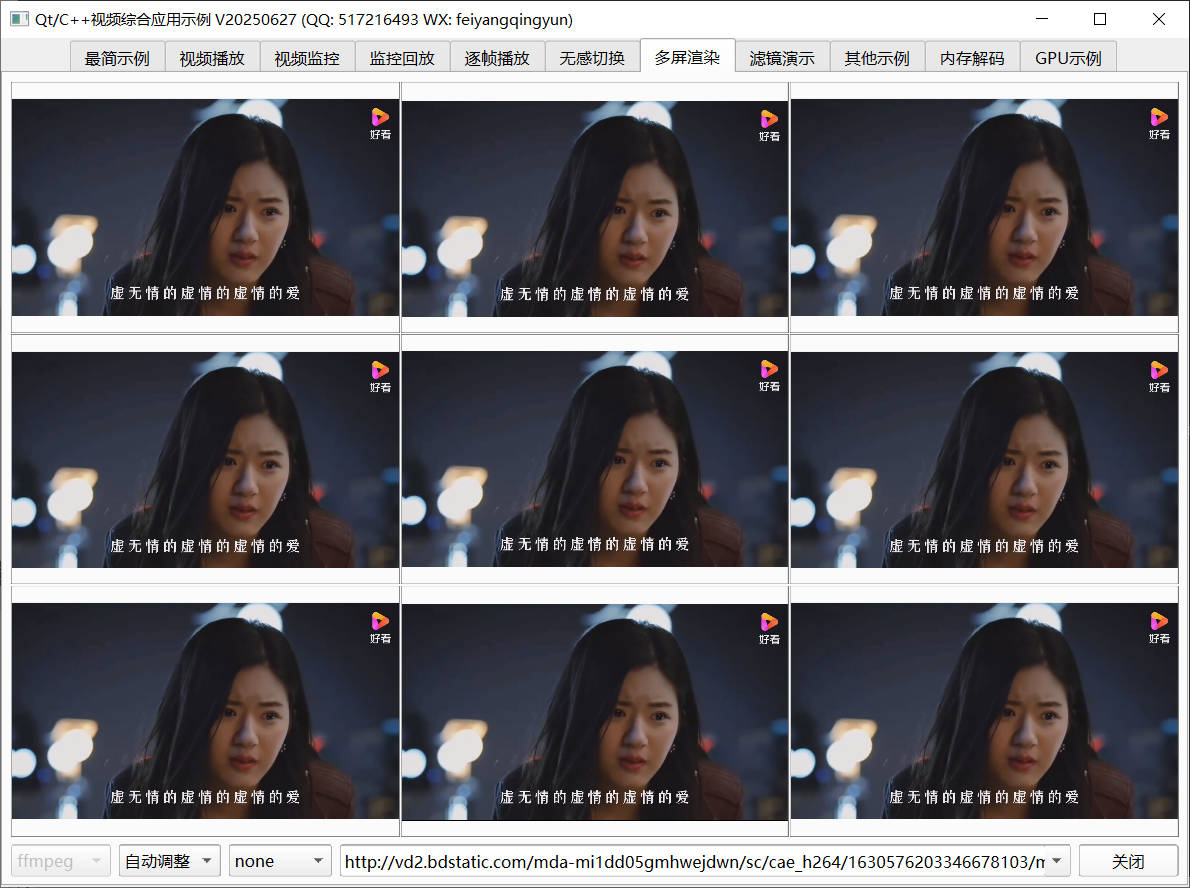 Qt/C++视频综合应用示例 V20250627 (QQ: 517216493 WX: feiyangqingyun)
最简示例 视频播放 视频监控 监控回放 逐帧播放 无感切换 多屏渲染 滤镜演示 其他示例 内存解码 GPU示例
好看 好看 好看
虚无情的虚情的虚情的爱 虚无情的虚情的虚情的爱 虚无情的虚情的虚情的爱
好看 好看 好看
虚无情的虚情的虚情的爱 虚无情的虚情的虚情的爱 虚无情的虚情的虚情的爱
好看 好看 好看
虚无情的虚情的虚情的爱 虚无情的虚情的虚情的爱 虚无情的虚情的虚情的爱
ffmpeg 自动调整 none http://vd2.bdstatic.com/mda-mi1dd05gmhwejdwn/sc/cae_h264/1630576203346678103/m 关闭